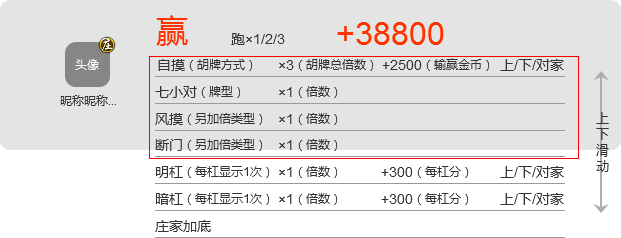 赢 跑×1/2/3 +38800
庄
头像
昵称昵称...
自摸（胡牌方式） ×3（胡牌总倍数） +2500（输赢金币） 上/下/对家
七小对（牌型） ×1（倍数）
风摸（另加倍类型） ×1（倍数）
断门（另加倍类型） ×1（倍数）
明杠（每杠显示1次） ×1（倍数） +300（每杠分） 上/下/对家
暗杠（每杠显示1次） ×1（倍数） +300（每杠分） 上/下/对家
庄家加底
上下滑动